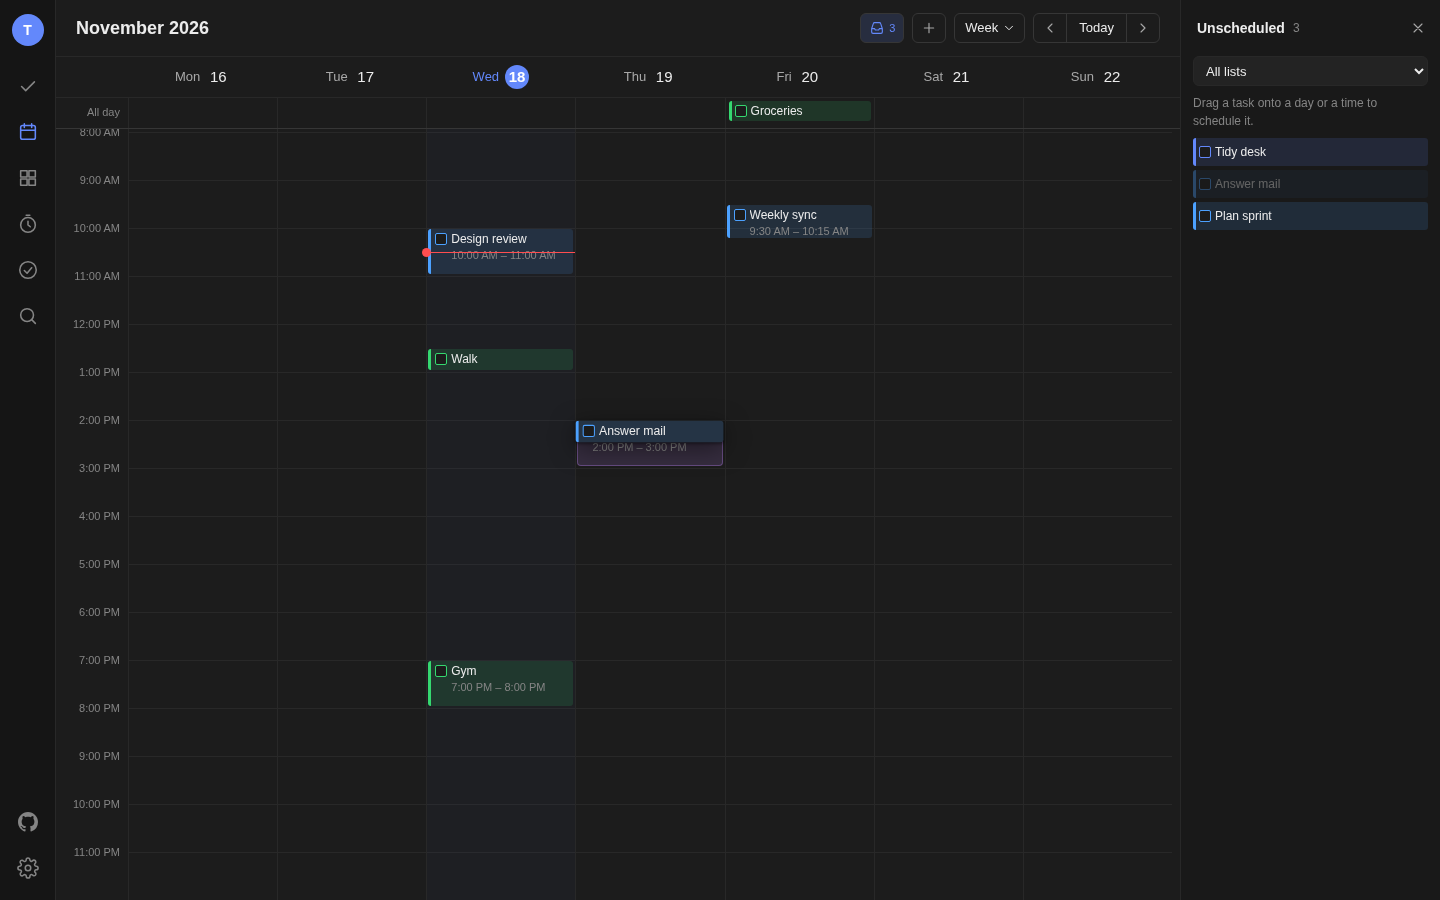 T
November 2026
3
Week
Today
Unscheduled 3
Mon 16
Tue 17
Wed 18
Thu 19
Fri 20
Sat 21
Sun 22
All lists
Drag a task onto a day or a time to
schedule it.
Tidy desk
Answer mail
Plan sprint
All day
Groceries
8:00 AM
9:00 AM
Weekly sync
9:30 AM – 10:15 AM
10:00 AM
Design review
10:00 AM – 11:00 AM
11:00 AM
12:00 PM
Walk
1:00 PM
2:00 PM
Answer mail
2:00 PM – 3:00 PM
3:00 PM
4:00 PM
5:00 PM
6:00 PM
7:00 PM
Gym
7:00 PM – 8:00 PM
8:00 PM
9:00 PM
10:00 PM
11:00 PM